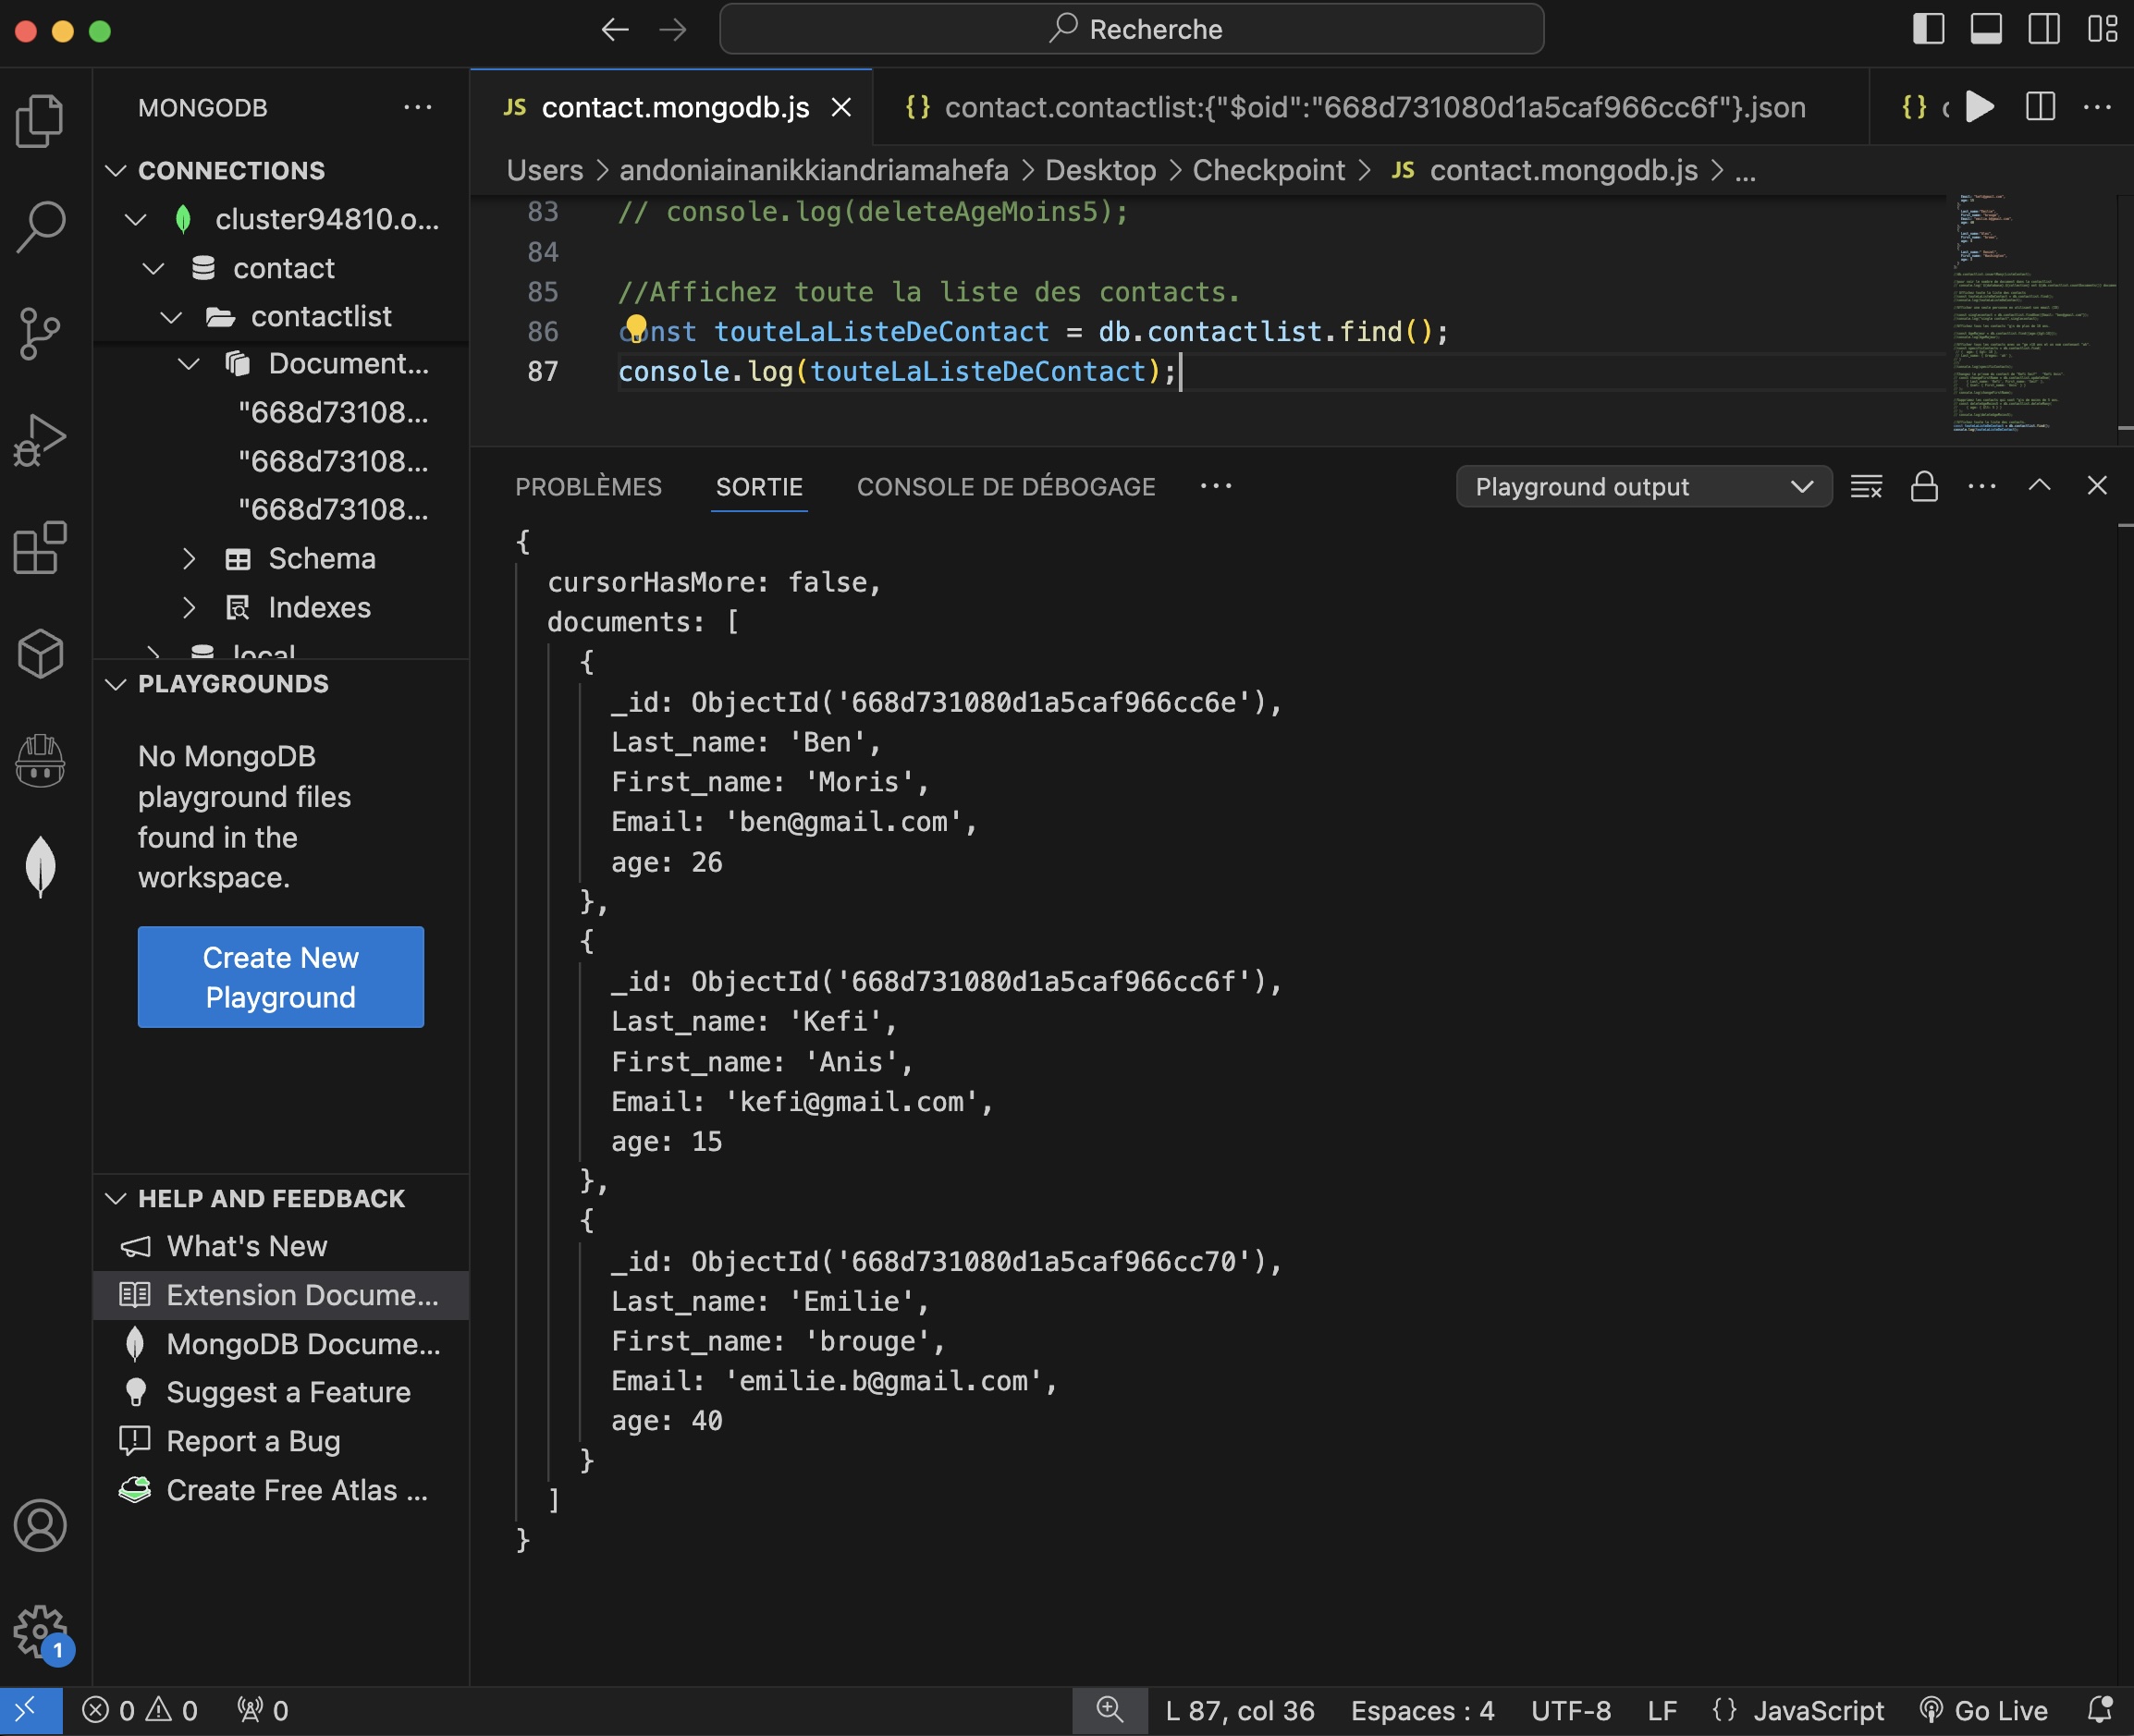 Recherche
MONGODB
CONNECTIONS
cluster94810.o...
contact
contactlist
Document...
"668d73108...
"668d73108...
"668d73108...
Schema
Indexes
local
PLAYGROUNDS
No MongoDB
playground files
found in the
workspace.
Create New
Playground
HELP AND FEEDBACK
What's New
Extension Docume...
MongoDB Docume...
Suggest a Feature
Report a Bug
Create Free Atlas ...
1
JS contact.mongodb.js
{} contact.contactlist:{"$oid":"668d731080d1a5caf966cc6f"}.json
{} c
Users > andoniainanikkiandriamahefa > Desktop > Checkpoint > JS contact.mongodb.js > ...
83 // console.log(deleteAgeMoins5);
84
85 //Affichez toute la liste des contacts.
86 const touteLaListeDeContact = db.contactlist.find();
87 console.log(touteLaListeDeContact);
PROBLÈMES SORTIE CONSOLE DE DÉBOGAGE ... Playground output
{
cursorHasMore: false,
documents: [
{
_id: ObjectId('668d731080d1a5caf966cc6e'),
Last_name: 'Ben',
First_name: 'Moris',
Email: 'ben@gmail.com',
age: 26
},
{
_id: ObjectId('668d731080d1a5caf966cc6f'),
Last_name: 'Kefi',
First_name: 'Anis',
Email: 'kefi@gmail.com',
age: 15
},
{
_id: ObjectId('668d731080d1a5caf966cc70'),
Last_name: 'Emilie',
First_name: 'brouge',
Email: 'emilie.b@gmail.com',
age: 40
}
]
}
0 0 0 L 87, col 36 Espaces : 4 UTF-8 LF {} JavaScript Go Live